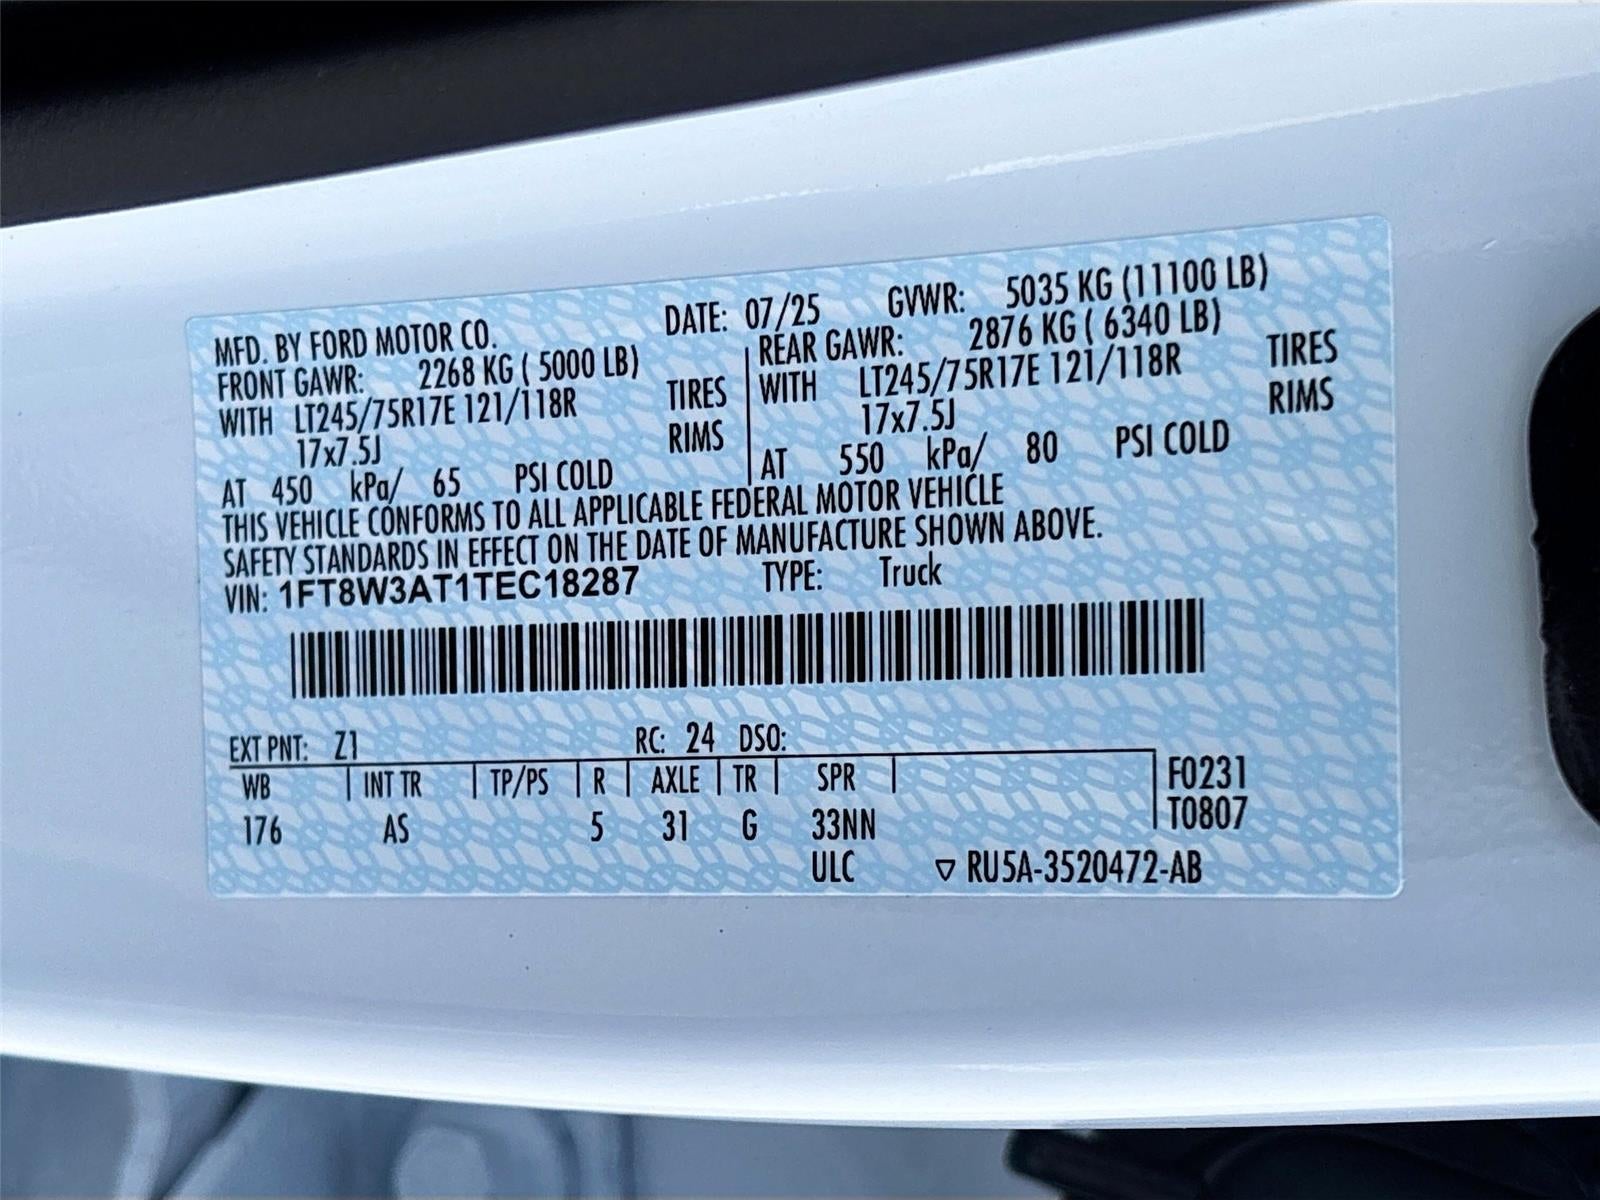 MFD. BY FORD MOTOR CO. DATE: 07/25 GVWR: 5035 KG (11100 LB)
FRONT GAWR: 2268 KG ( 5000 LB) REAR GAWR: 2876 KG ( 6340 LB)
WITH LT245/75R17E 121/118R TIRES WITH LT245/75R17E 121/118R TIRES
17x7.5J RIMS 17x7.5J RIMS
AT 450 kPa/ 65 PSI COLD AT 550 kPa/ 80 PSI COLD
THIS VEHICLE CONFORMS TO ALL APPLICABLE FEDERAL MOTOR VEHICLE
SAFETY STANDARDS IN EFFECT ON THE DATE OF MANUFACTURE SHOWN ABOVE.
VIN: 1FT8W3AT1TEC18287 TYPE: Truck
EXT PNT: Z1 RC: 24 DSO:
WB INT TR TP/PS R AXLE TR SPR F0231
176 AS 5 31 G 33NN T0807
ULC ▽ RU5A-3520472-AB